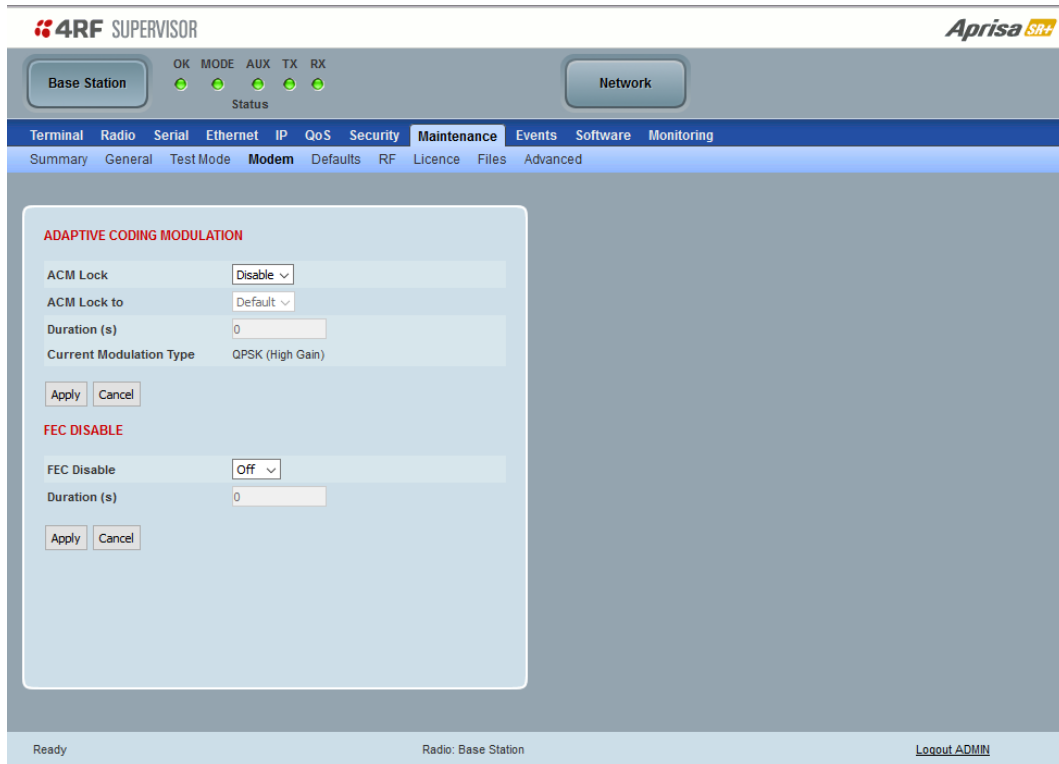 4RF SUPERVISOR
Aprisa SR+
Base Station
OK MODE AUX TX RX
Status
Network
Terminal Radio Serial Ethernet IP QoS Security Maintenance Events Software Monitoring
Summary General Test Mode Modem Defaults RF Licence Files Advanced
ADAPTIVE CODING MODULATION
ACM Lock Disable
ACM Lock to Default
Duration (s) 0
Current Modulation Type QPSK (High Gain)
Apply Cancel
FEC DISABLE
FEC Disable Off
Duration (s) 0
Apply Cancel
Ready Radio: Base Station Logout ADMIN